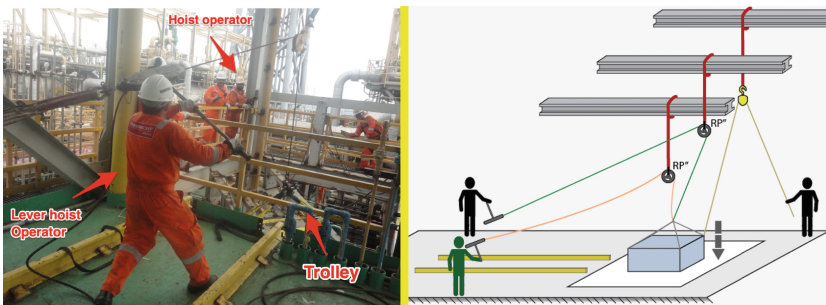 Hoist operator
Lever hoist
Operator
Trolley
RP"
RP"